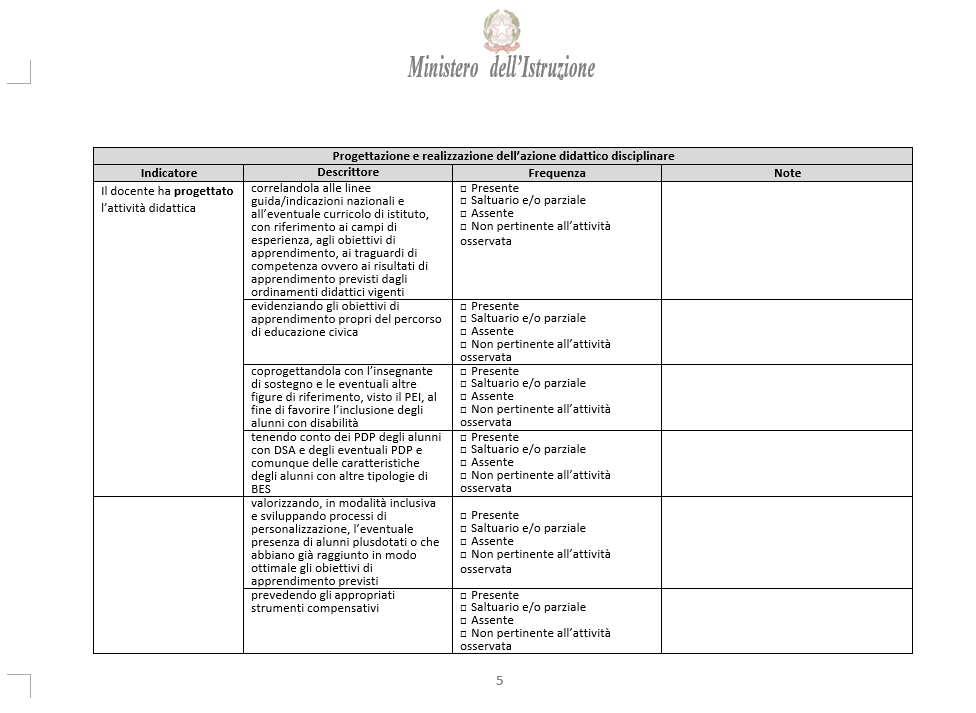 Ministero dell'Istruzione
Progettazione e realizzazione dell'azione didattico disciplinare
Indicatore
Descrittore
Frequenza
Note
Il docente ha progettato
l'attività didattica
correlandola alle linee
guida/indicazioni nazionali e
all'eventuale curricolo di istituto,
con riferimento ai campi di
esperienza, agli obiettivi di
apprendimento, ai traguardi di
competenza ovvero ai risultati di
apprendimento previsti dagli
ordinamenti didattici vigenti
□ Presente
□ Saltuario e/o parziale
□ Assente
□ Non pertinente all'attività
osservata
evidenziando gli obiettivi di
apprendimento propri del percorso
di educazione civica
□ Presente
□ Saltuario e/o parziale
□ Assente
□ Non pertinente all'attività
osservata
coprogettandola con l'insegnante
di sostegno e le eventuali altre
figure di riferimento, visto il PEI, al
fine di favorire l'inclusione degli
alunni con disabilità
□ Presente
□ Saltuario e/o parziale
□ Assente
□ Non pertinente all'attività
osservata
tenendo conto dei PDP degli alunni
con DSA e degli eventuali PDP e
comunque delle caratteristiche
degli alunni con altre tipologie di
BES
□ Presente
□ Saltuario e/o parziale
□ Assente
□ Non pertinente all'attività
osservata
valorizzando, in modalità inclusiva
e sviluppando processi di
personalizzazione, l'eventuale
presenza di alunni plusdotati o che
abbiano già raggiunto in modo
ottimale gli obiettivi di
apprendimento previsti
□ Presente
□ Saltuario e/o parziale
□ Assente
□ Non pertinente all'attività
osservata
prevedendo gli appropriati
strumenti compensativi
□ Presente
□ Saltuario e/o parziale
□ Assente
□ Non pertinente all'attività
osservata
5